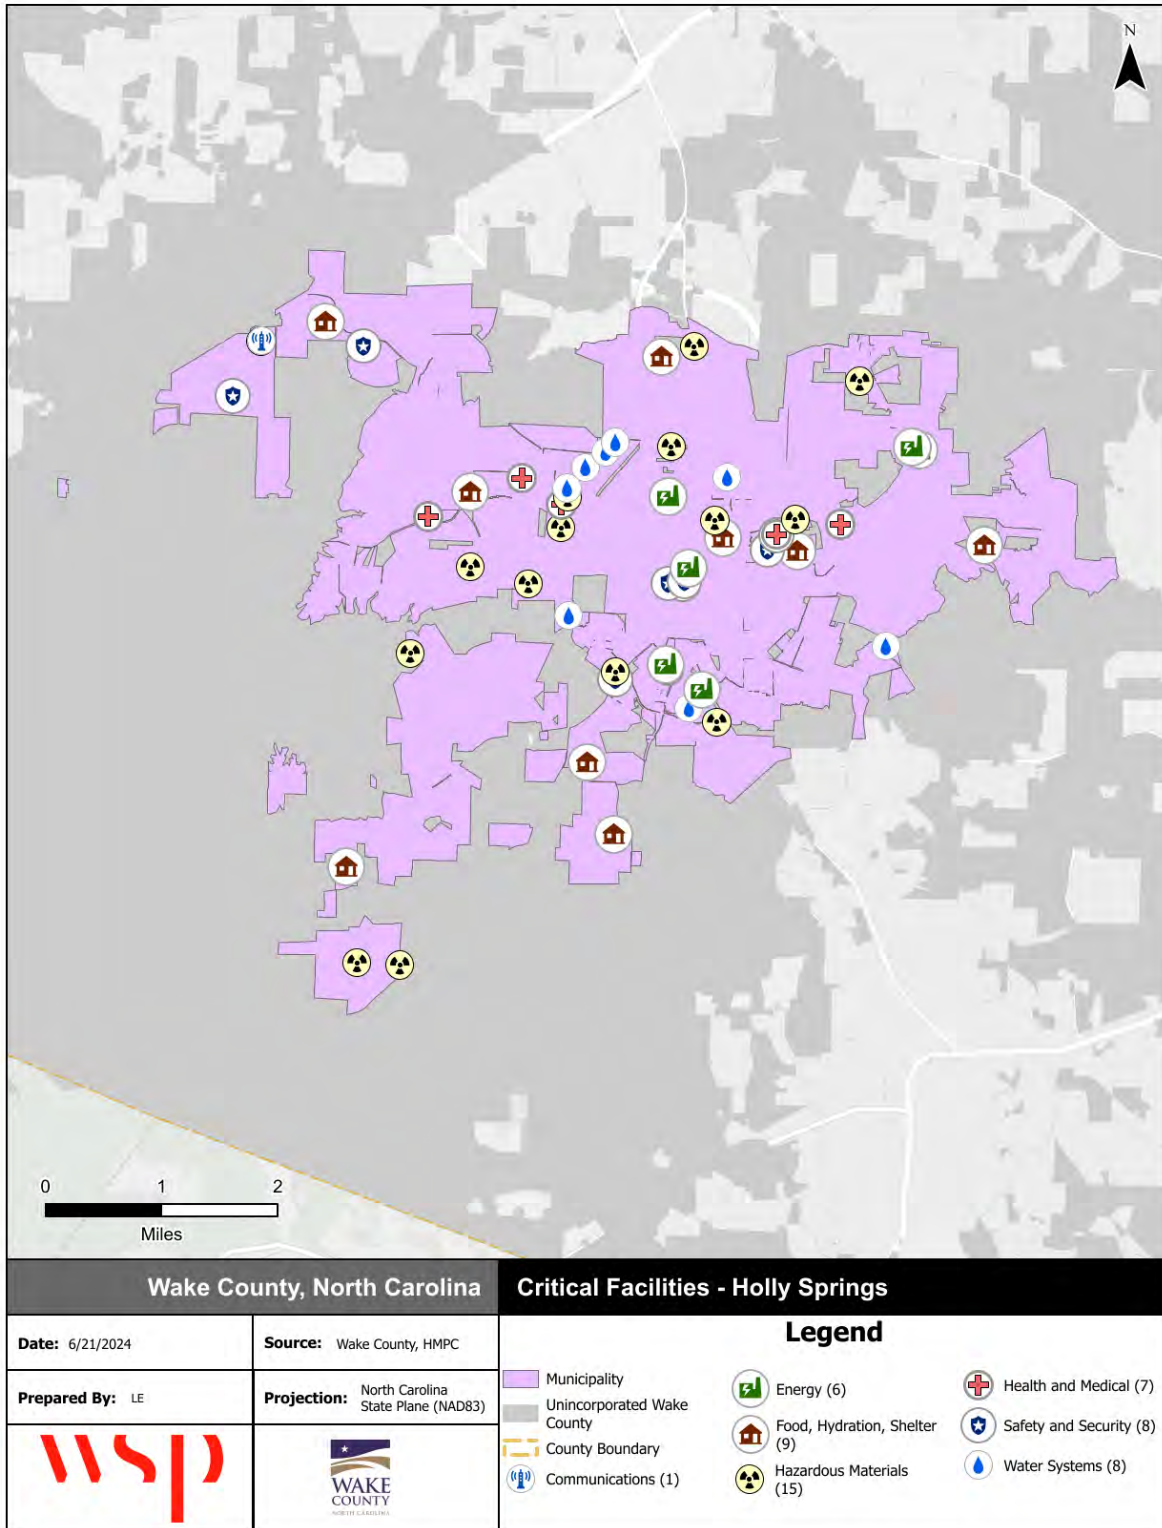 N
0 1 2
Miles
Wake County, North Carolina
Critical Facilities - Holly Springs
Date: 6/21/2024
Source: Wake County, HMPC
Prepared By: LE
Projection: North Carolina
State Plane (NAD83)
wsp
WAKE
COUNTY
NORTH CAROLINA
Legend
Municipality
Unincorporated Wake
County
County Boundary
Communications (1)
Energy (6)
Food, Hydration, Shelter
(9)
Hazardous Materials
(15)
Health and Medical (7)
Safety and Security (8)
Water Systems (8)